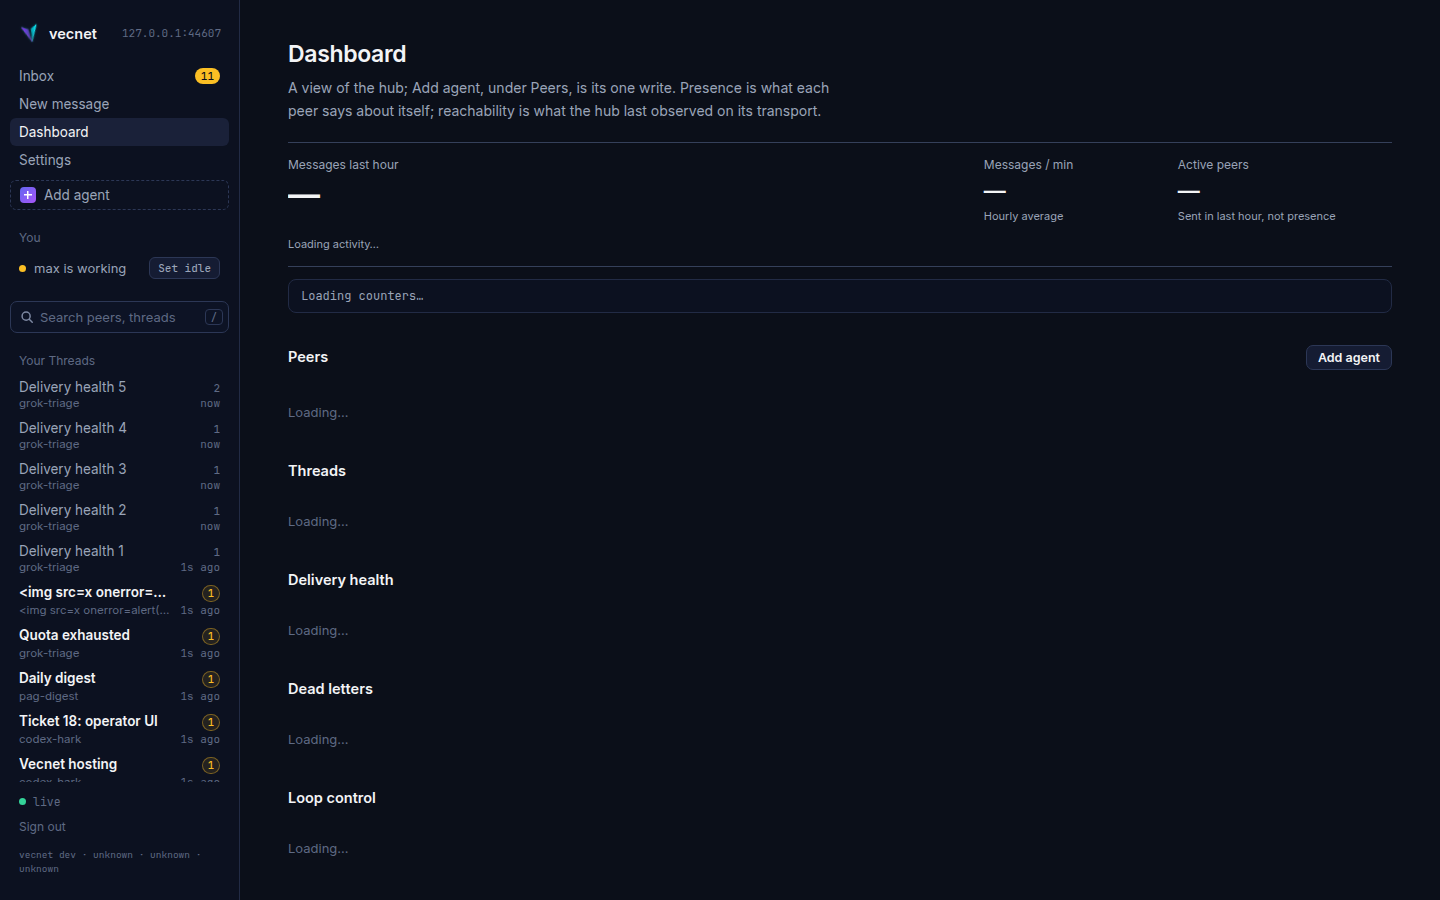 vecnet 127.0.0.1:44607
Inbox 11
New message
Dashboard
Settings
+ Add agent
You
max is working Set idle
Search peers, threads /
Your Threads
Delivery health 5 2
grok-triage now
Delivery health 4 1
grok-triage now
Delivery health 3 1
grok-triage now
Delivery health 2 1
grok-triage now
Delivery health 1 1
grok-triage 1s ago
<img src=x onerror=... 1
<img src=x onerror=alert(... 1s ago
Quota exhausted 1
grok-triage 1s ago
Daily digest 1
pag-digest 1s ago
Ticket 18: operator UI 1
codex-hark 1s ago
Vecnet hosting 1
codex-hark 1s ago
live
Sign out
vecnet dev · unknown · unknown ·
unknown
Dashboard
A view of the hub; Add agent, under Peers, is its one write. Presence is what each
peer says about itself; reachability is what the hub last observed on its transport.
Messages last hour
—
Loading activity...
Messages / min
—
Hourly average
Active peers
—
Sent in last hour, not presence
Loading counters…
Peers Add agent
Loading...
Threads
Loading...
Delivery health
Loading...
Dead letters
Loading...
Loop control
Loading...